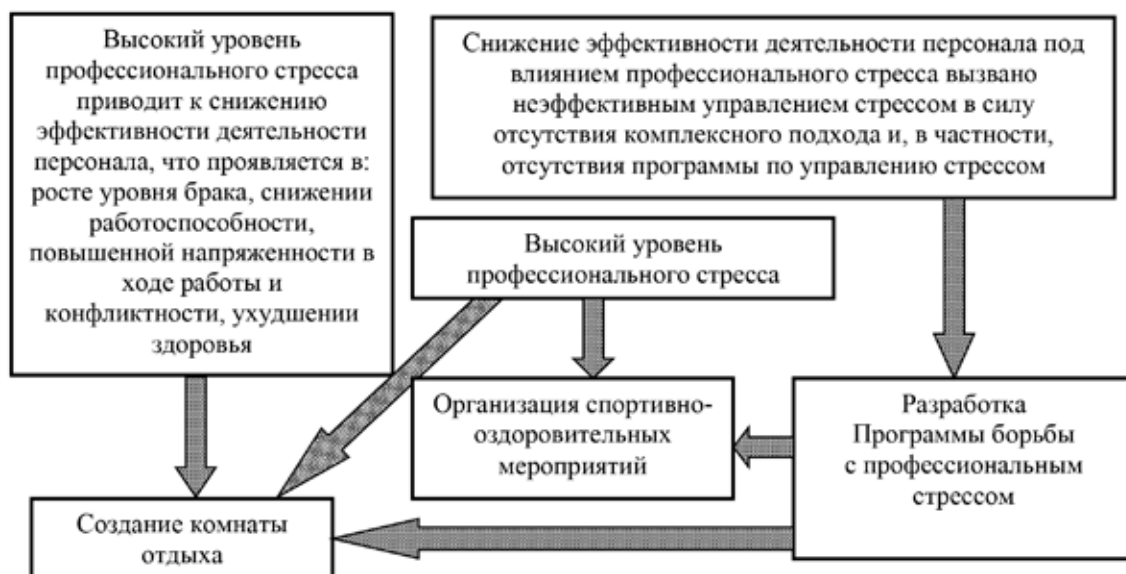 Высокий уровень
профессионального стресса
приводит к снижению
эффективности деятельности
персонала, что проявляется в:
росте уровня брака, снижении
работоспособности,
повышенной напряженности в
ходе работы и
конфликтности, ухудшении
здоровья
Снижение эффективности деятельности персонала под
влиянием профессионального стресса вызвано
неэффективным управлением стрессом в силу
отсутствия комплексного подхода и, в частности,
отсутствия программы по управлению стрессом
Высокий уровень
профессионального стресса
Организация спортивно-
оздоровительных
мероприятий
Разработка
Программы борьбы
с профессиональным
стрессом
Создание комнаты
отдыха